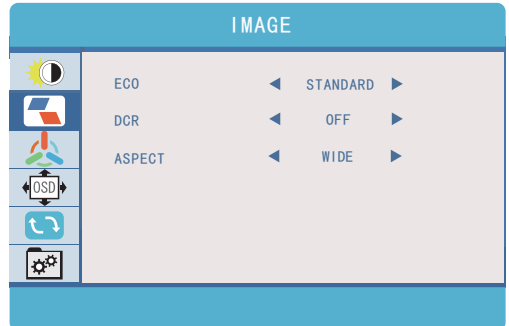 IMAGE
ECO STANDARD
DCR OFF
ASPECT WIDE
OSD